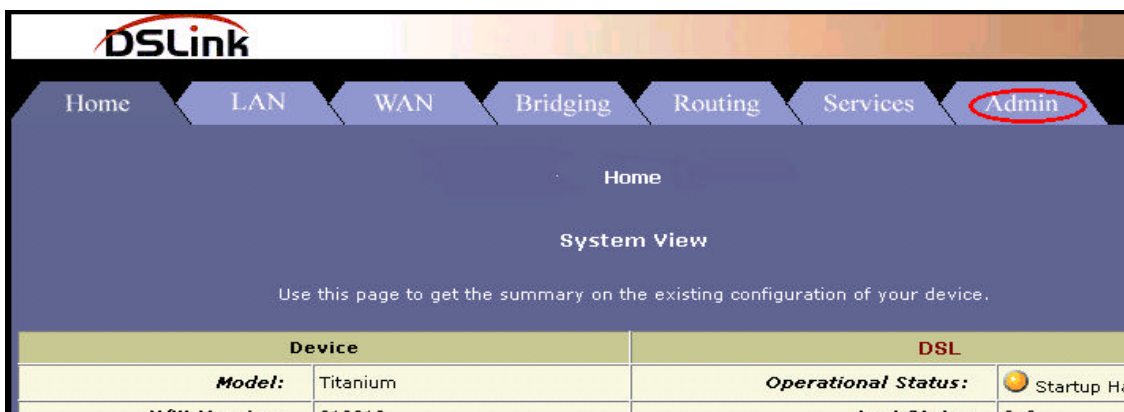 DSLink
Home LAN WAN Bridging Routing Services Admin
Home
System View
Use this page to get the summary on the existing configuration of your device.
Device DSL
Model: Titanium Operational Status: Startup Ha